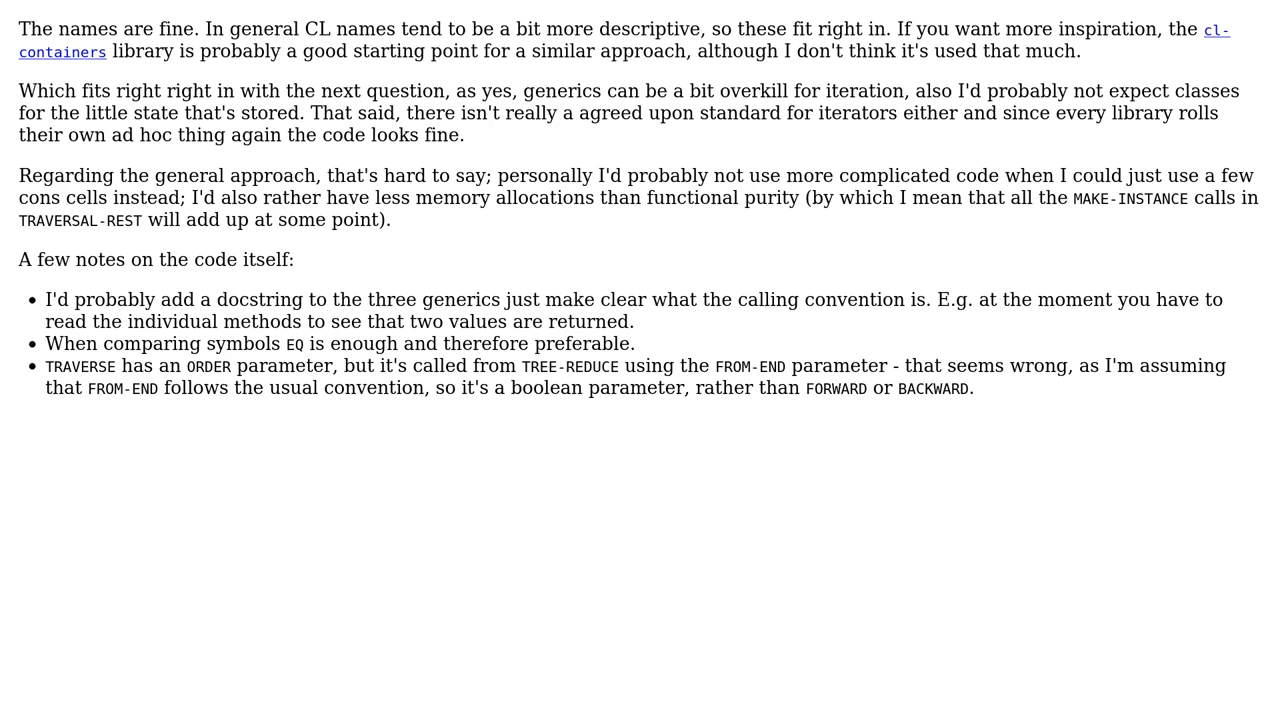 The names are fine. In general CL names tend to be a bit more descriptive, so these fit right in. If you want more inspiration, the cl-
containers library is probably a good starting point for a similar approach, although I don't think it's used that much.
Which fits right right in with the next question, as yes, generics can be a bit overkill for iteration, also I'd probably not expect classes
for the little state that's stored. That said, there isn't really a agreed upon standard for iterators either and since every library rolls
their own ad hoc thing again the code looks fine.
Regarding the general approach, that's hard to say; personally I'd probably not use more complicated code when I could just use a few
cons cells instead; I'd also rather have less memory allocations than functional purity (by which I mean that all the MAKE-INSTANCE calls in
TRAVERSAL-REST will add up at some point).
A few notes on the code itself:
• I'd probably add a docstring to the three generics just make clear what the calling convention is. E.g. at the moment you have to
read the individual methods to see that two values are returned.
• When comparing symbols EQ is enough and therefore preferable.
• TRAVERSE has an ORDER parameter, but it's called from TREE-REDUCE using the FROM-END parameter - that seems wrong, as I'm assuming
that FROM-END follows the usual convention, so it's a boolean parameter, rather than FORWARD or BACKWARD.